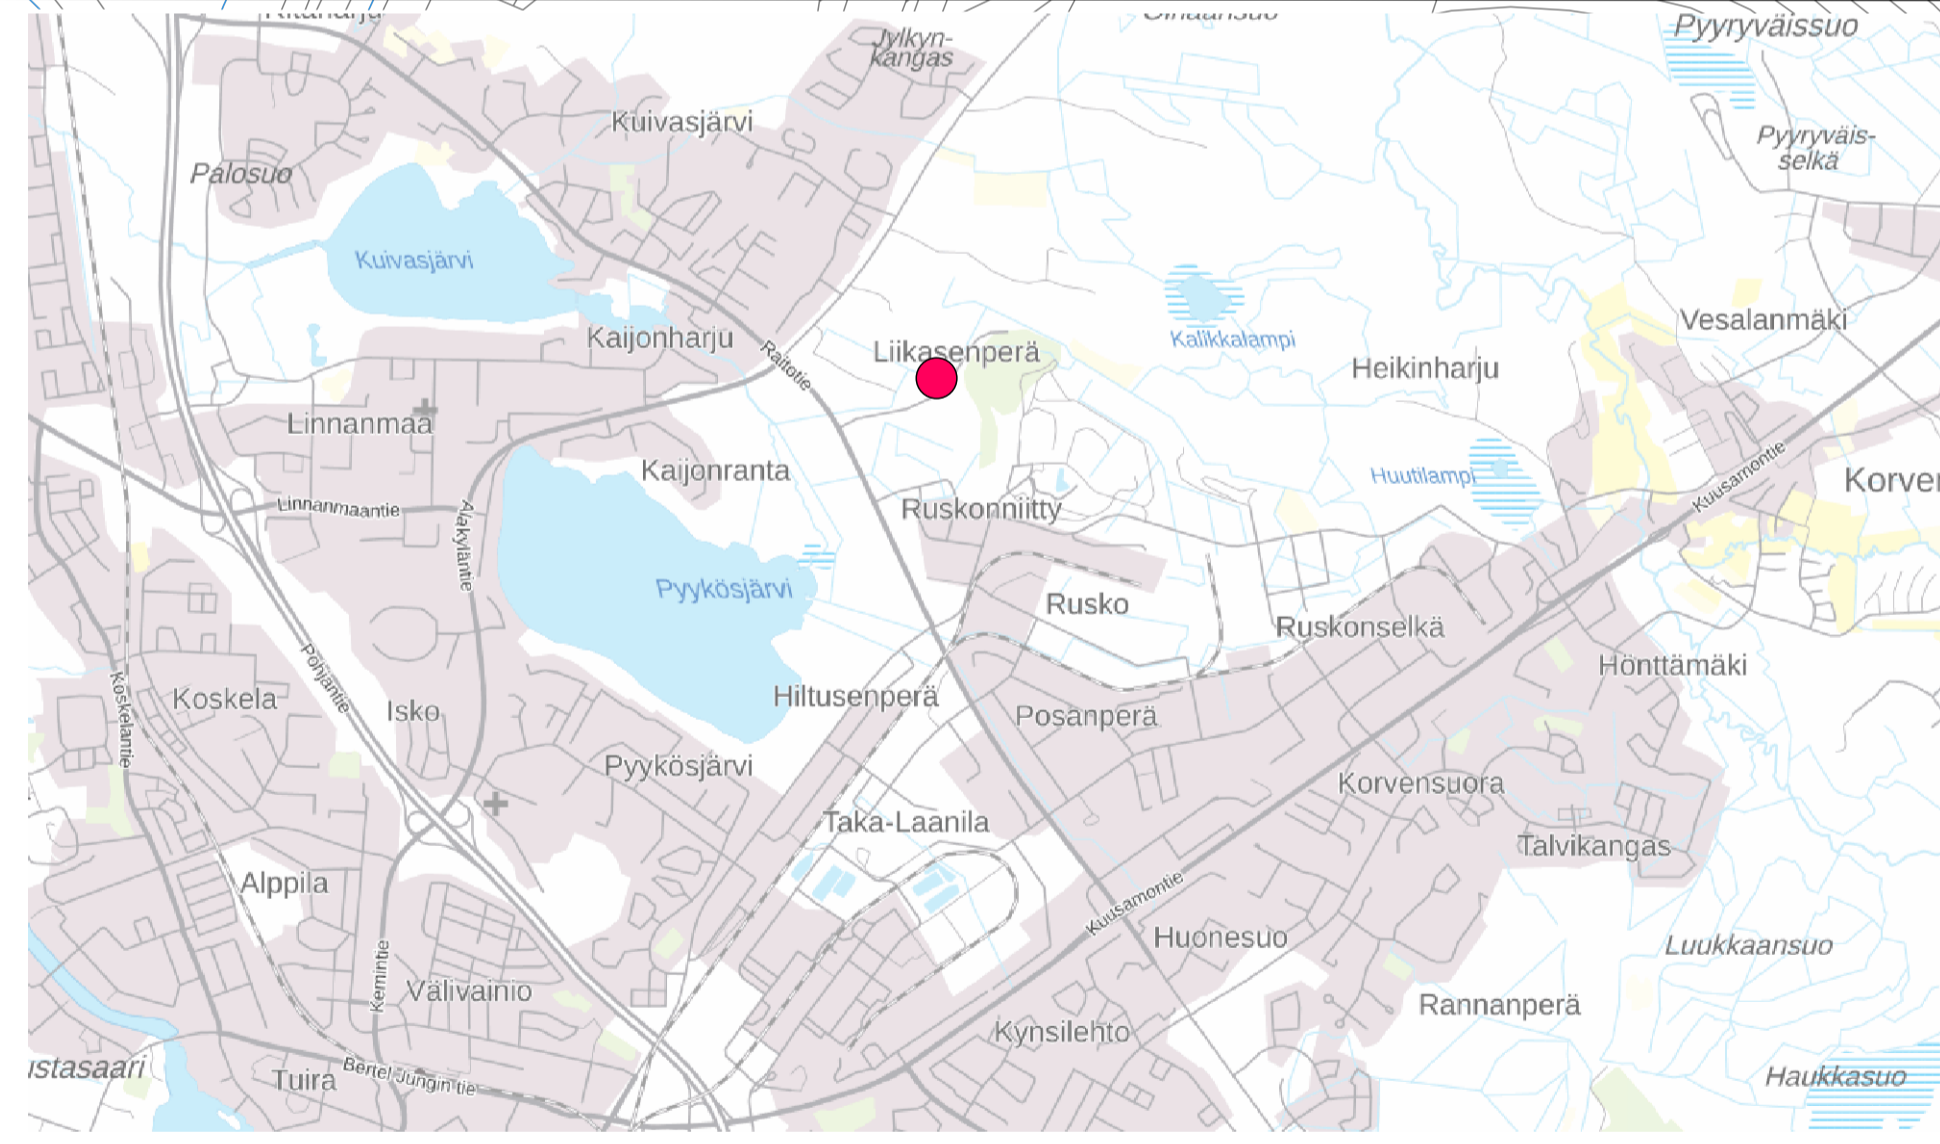 Ritaharju
Pyyryväissuo
Jylkyn-
kangas
Kuivasjärvi
Pyyryväis-
selkä
Palosuo
Kuivasjärvi
Vesalanmäki
Kaijonharju
Kalikkalampi
Liikasenperä
Raitotie
Heikinharju
Linnanmaa
Kaijonranta
Huutilampi
Kuusamontie
Linnanmaantie
Ruskonniitty
Alakyläntie
Pyykösjärvi
Rusko
Ruskonselkä
Hönttämäki
Pohjantie
Koskelantie
Koskela
Isko
Hiltusenperä
Posanperä
Pyykösjärvi
Korvensuora
Taka-Laanila
Talvikangas
Alppila
Kuusamontie
Huonesuo
Luukkaansuo
Kemintie
Välivainio
Rannanperä
Kynsilehto
Tuira
Bertel Jungin tie
Haukkasuo